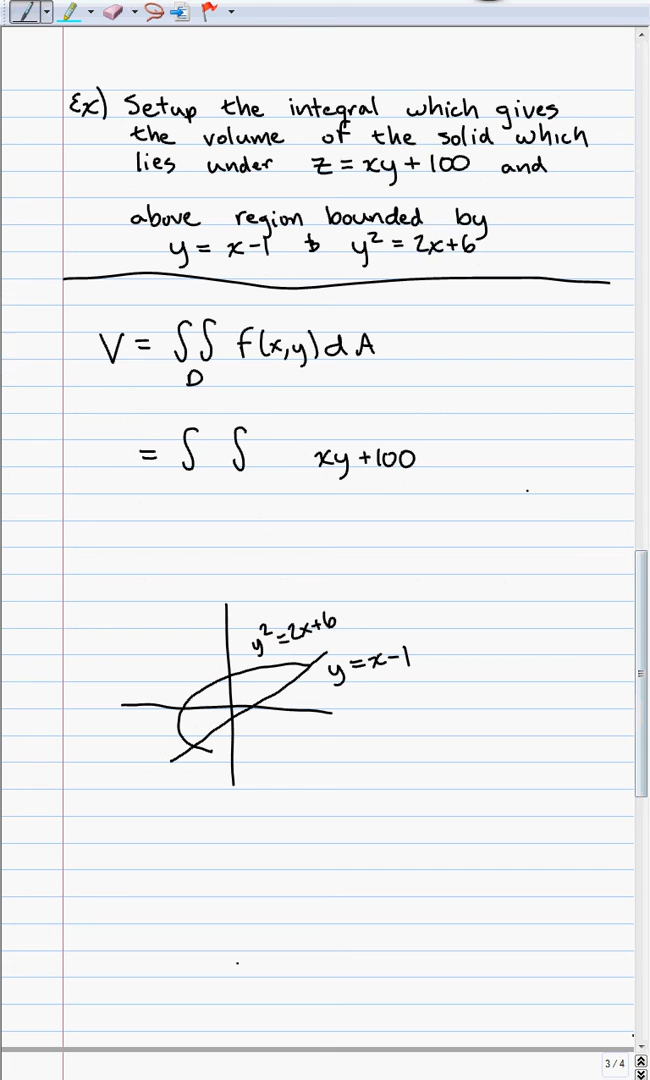 Ex) Setup the integral which gives
the volume of the solid which
lies under z = xy + 100 and
above region bounded by
y = x-1 & y² = 2x+6
V = ∫∫ f(x,y) dA
D
= ∫ ∫ xy + 100
y² = 2x+6
y = x-1
3 / 4